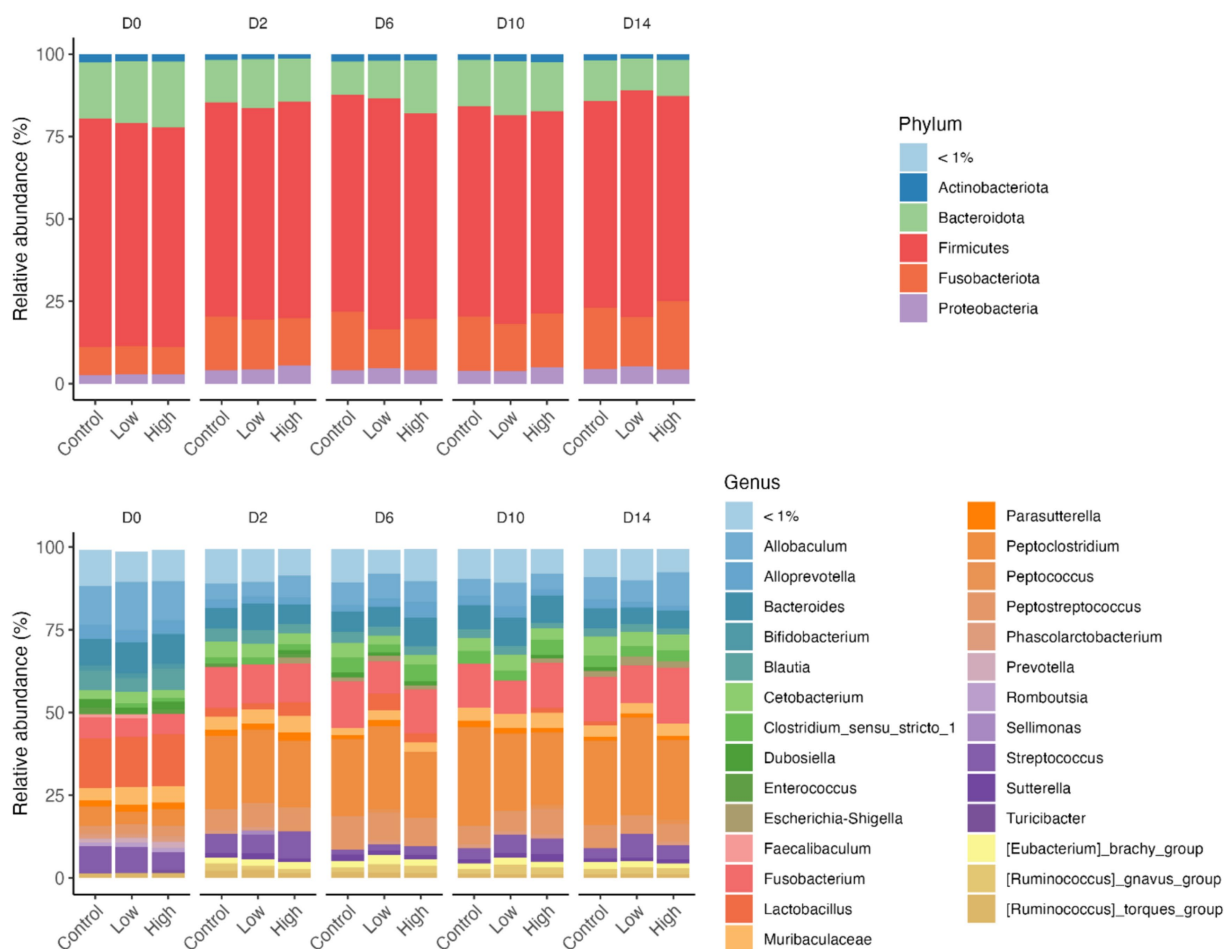 D0 D2 D6 D10 D14
Relative abundance (%)
100
75
50
25
0
Control Low High Control Low High Control Low High Control Low High Control Low High
Phylum
< 1%
Actinobacteriota
Bacteroidota
Firmicutes
Fusobacteriota
Proteobacteria
D0 D2 D6 D10 D14
Relative abundance (%)
100
75
50
25
0
Control Low High Control Low High Control Low High Control Low High Control Low High
Genus
< 1%
Allobaculum
Alloprevotella
Bacteroides
Bifidobacterium
Blautia
Cetobacterium
Clostridium_sensu_stricto_1
Dubosiella
Enterococcus
Escherichia-Shigella
Faecalibaculum
Fusobacterium
Lactobacillus
Muribaculaceae
Parasutterella
Peptoclostridium
Peptococcus
Peptostreptococcus
Phascolarctobacterium
Prevotella
Romboutsia
Sellimonas
Streptococcus
Sutterella
Turicibacter
[Eubacterium]_brachy_group
[Ruminococcus]_gnavus_group
[Ruminococcus]_torques_group